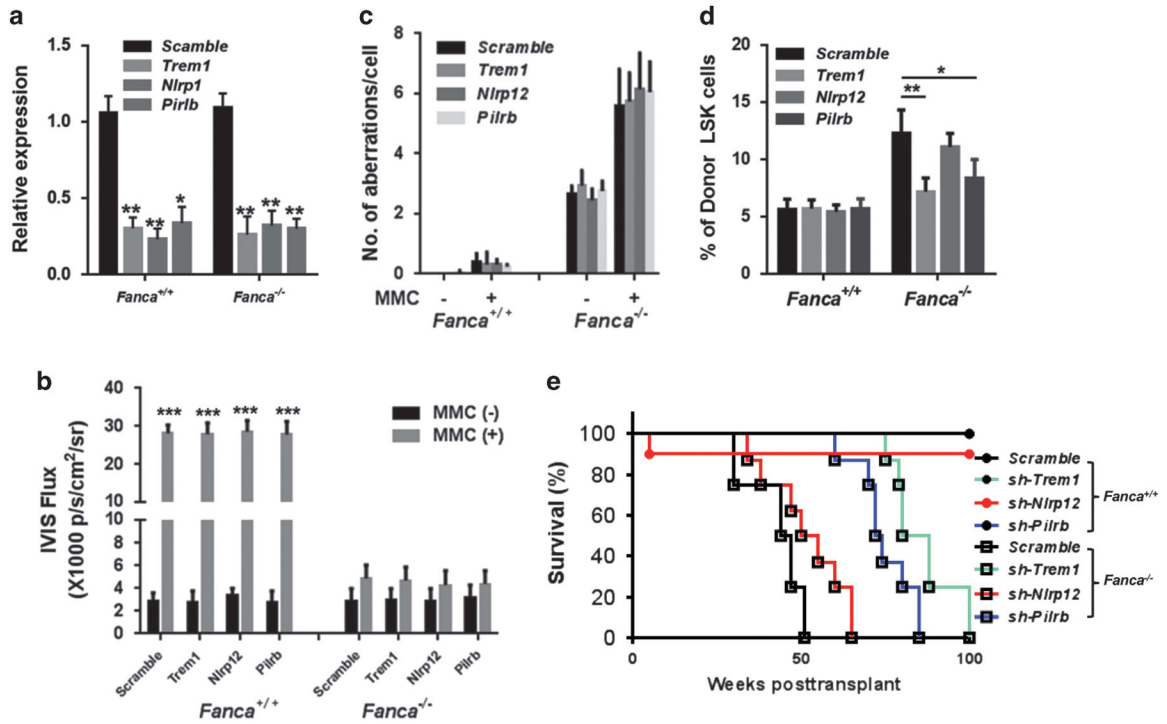 a
Relative expression
1.5
1.0
0.5
0.0
Scamble
Trem1
Nlrp1
Pirlb
** ** *
** ** **
Fanca+/+
Fanca-/-
c
No. of aberrations/cell
8
6
4
2
0
Scramble
Trem1
Nlrp12
Pilrb
MMC - + - +
Fanca+/+
Fanca-/-
d
% of Donor LSK cells
20
15
10
5
0
Scramble
Trem1
Nlrp12
Pilrb
*
**
Fanca+/+
Fanca-/-
b
IVIS Flux
(X1000 p/s/cm2/sr)
40
30
20
10
8
6
4
2
0
*** *** *** ***
MMC (-)
MMC (+)
Scramble Trem1 Nlrp12 Pilrb
Scramble Trem1 Nlrp12 Pilrb
Fanca+/+
Fanca-/-
e
Survival (%)
100
80
60
40
20
0
0 50 100
Weeks posttransplant
Scramble
sh-Trem1
sh-Nlrp12
sh-Pilrb
Fanca+/+
Scramble
sh-Trem1
sh-Nlrp12
sh-Pilrb
Fanca-/-